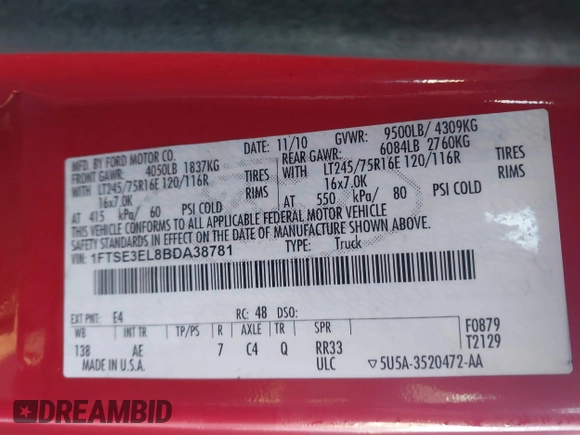 MFD. BY FORD MOTOR CO. DATE: 11/10 GVWR: 9500LB/ 4309KG
FRONT GAWR: 4050LB 1837KG REAR GAWR: 6084LB 2760KG
WITH LT245/75R16E 120/116R TIRES WITH LT245/75R16E 120/116R TIRES
16x7.0K RIMS 16x7.0K RIMS
AT 415 kPa/ 60 PSI COLD AT 550 kPa/ 80 PSI COLD
THIS VEHICLE CONFORMS TO ALL APPLICABLE FEDERAL MOTOR VEHICLE
SAFETY STANDARDS IN EFFECT ON THE DATE OF MANUFACTURE SHOWN ABOVE.
VIN: 1FTSE3EL8BDA38781 TYPE: Truck
EXT PNT: E4 RC: 48 DSO:
WB INT TR TP/PS R AXLE TR SPR F0879
138 AE 7 C4 Q RR33 T2129
MADE IN U.S.A. ULC ▽5U5A-3520472-AA
DREAMBID